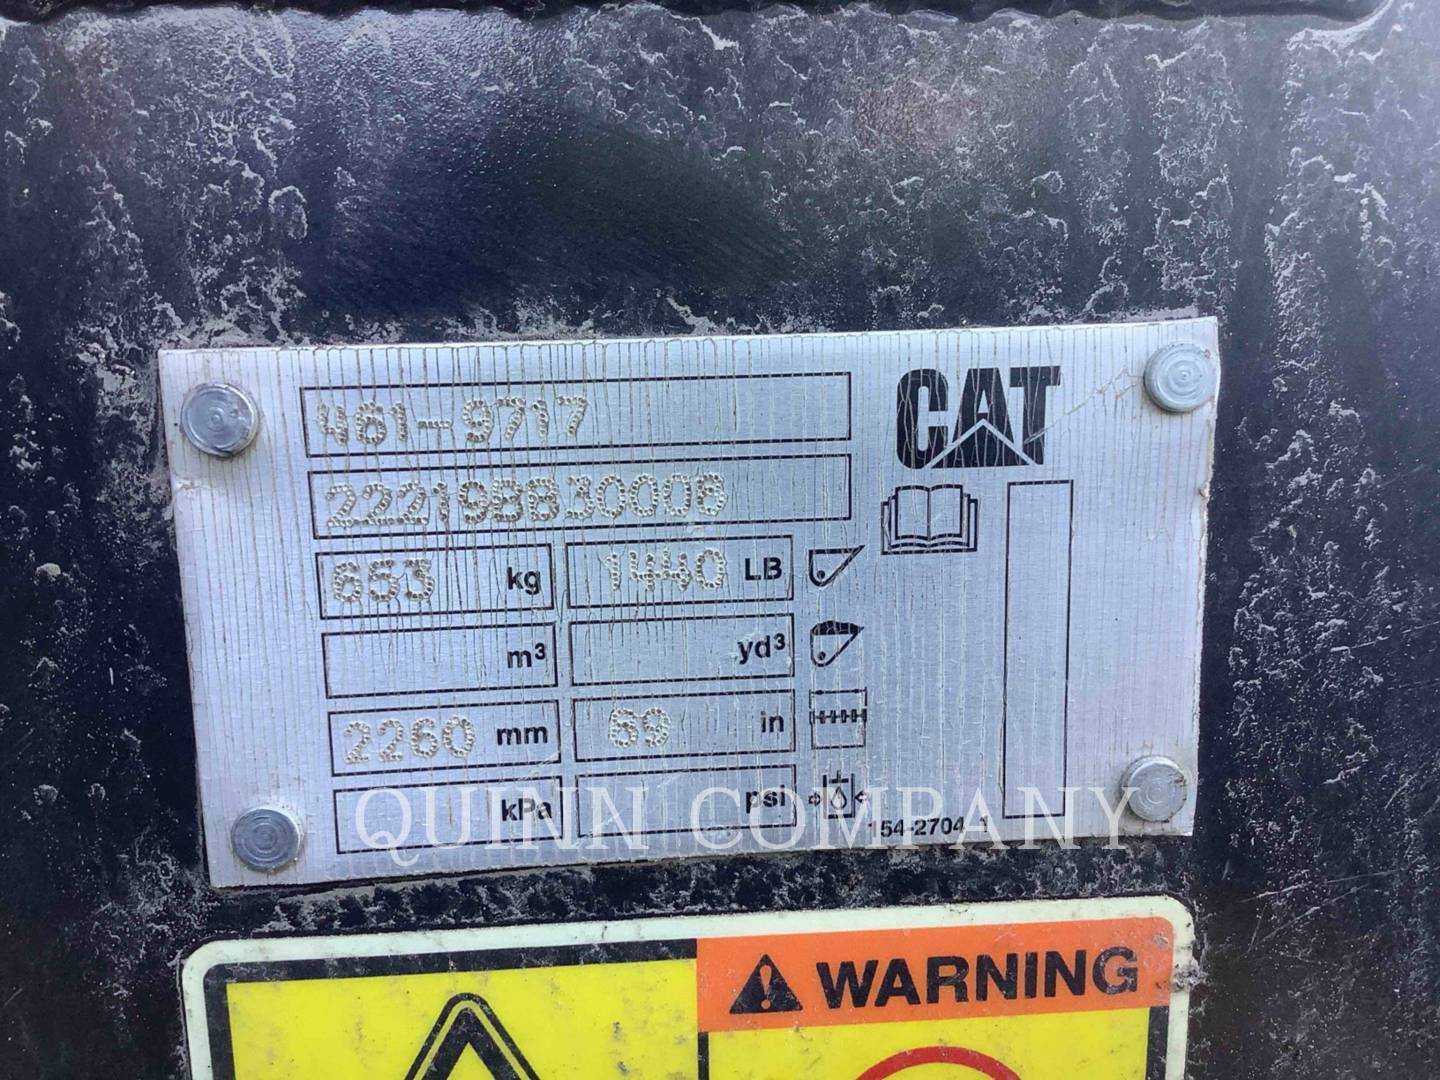 461-9717
CAT
222198B830008
653 kg 1440 LB
m³ yd³
2260 mm 89 in
kPa psi
154-2704 1
QUINN COMPANY
WARNING